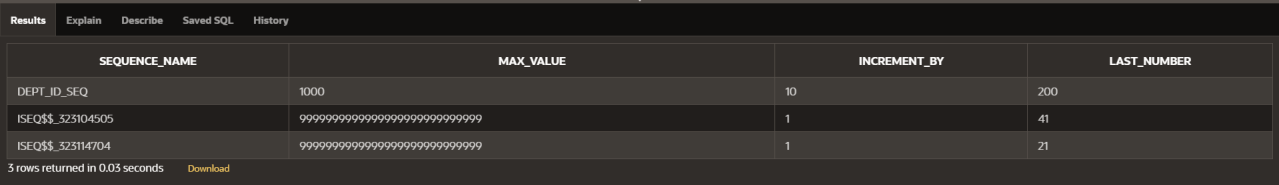 Results Explain Describe Saved SQL History
SEQUENCE_NAME MAX_VALUE INCREMENT_BY LAST_NUMBER
DEPT_ID_SEQ 1000 10 200
ISEQ$$_323104505 9999999999999999999999999999 1 41
ISEQ$$_323114704 9999999999999999999999999999 1 21
3 rows returned in 0.03 seconds Download